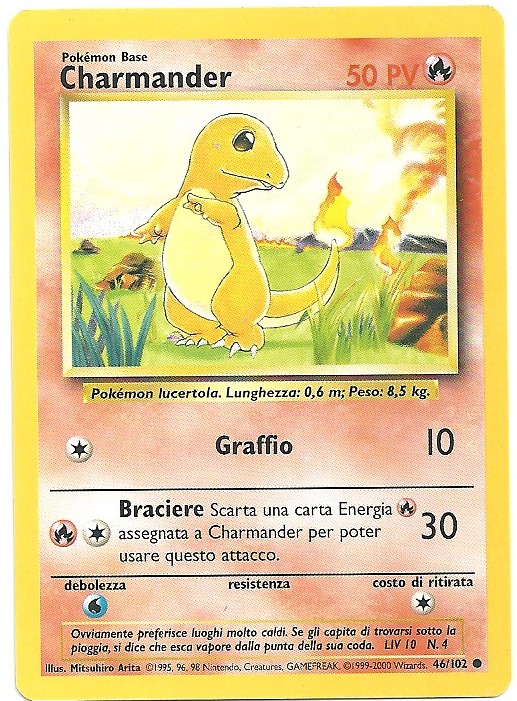 Pokémon Base
Charmander 50 PV
Pokémon lucertola. Lunghezza: 0,6 m; Peso: 8,5 kg.
Graffio 10
Braciere Scarta una carta Energia
assegnata a Charmander per poter 30
usare questo attacco.
debolezza resistenza costo di ritirata
Ovviamente preferisce luoghi molto caldi. Se gli capita di trovarsi sotto la
pioggia, si dice che esca vapore dalla punta della sua coda. LIV 10 N. 4
Illus. Mitsuhiro Arita ©1995, 96, 98 Nintendo, Creatures, GAMEFREAK. ©1999-2000 Wizards. 46/102